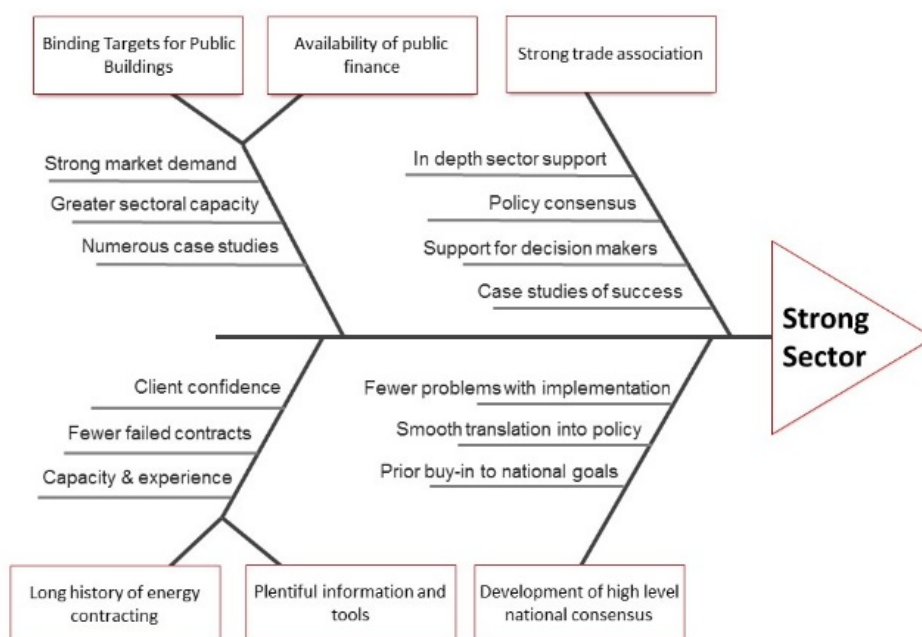 Binding Targets for Public
Buildings
Availability of public
finance
Strong trade association
Strong market demand
Greater sectoral capacity
Numerous case studies
In depth sector support
Policy consensus
Support for decision makers
Case studies of success
Strong
Sector
Client confidence
Fewer failed contracts
Capacity & experience
Fewer problems with implementation
Smooth translation into policy
Prior buy-in to national goals
Long history of energy
contracting
Plentiful information and
tools
Development of high level
national consensus